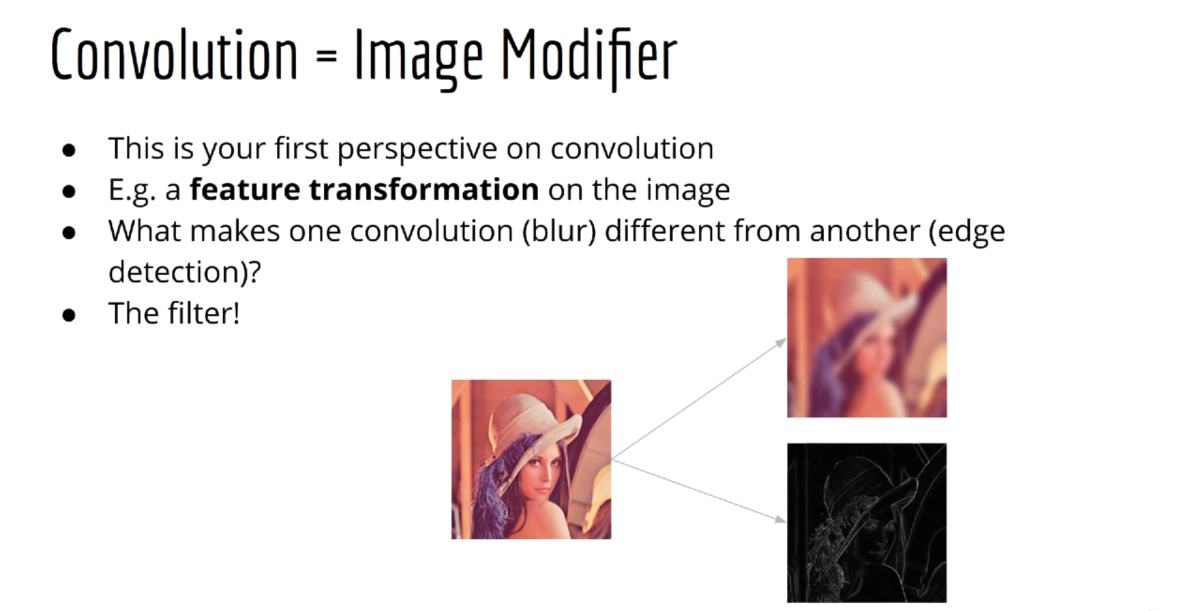 Convolution = Image Modifier
● This is your first perspective on convolution
● E.g. a feature transformation on the image
● What makes one convolution (blur) different from another (edge
detection)?
● The filter!